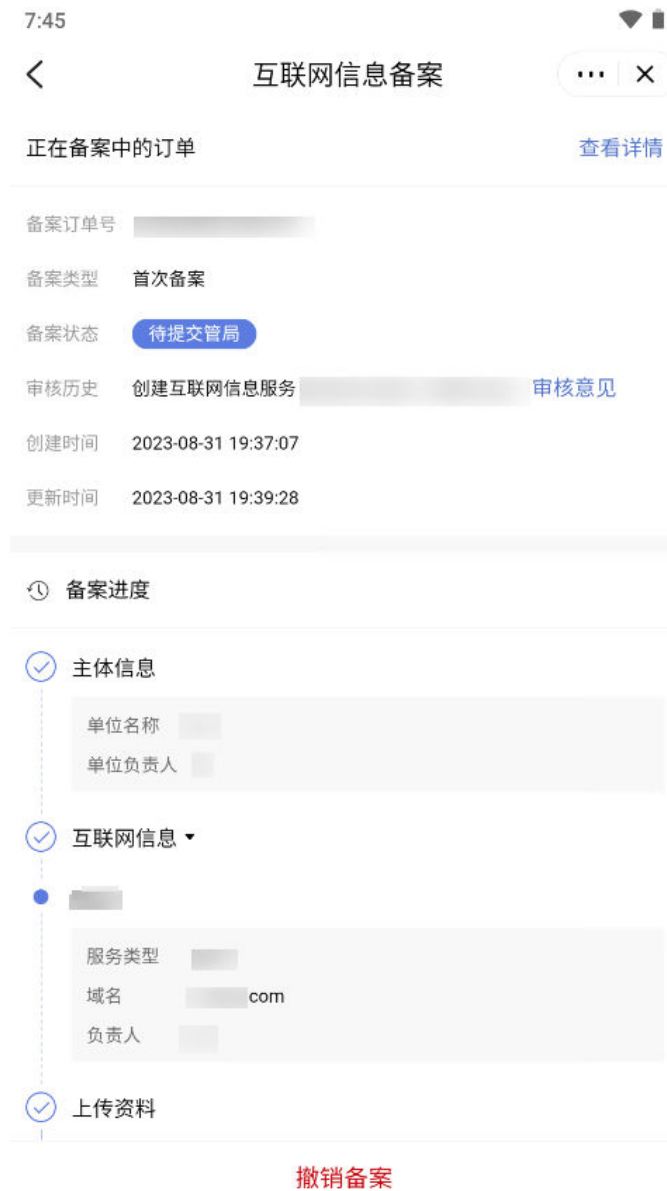 7:45
互联网信息备案
正在备案中的订单 查看详情
备案订单号
备案类型 首次备案
备案状态 待提交管局
审核历史 创建互联网信息服务 审核意见
创建时间 2023-08-31 19:37:07
更新时间 2023-08-31 19:39:28
备案进度
主体信息
单位名称
单位负责人
互联网信息
服务类型
域名 com
负责人
上传资料
撤销备案